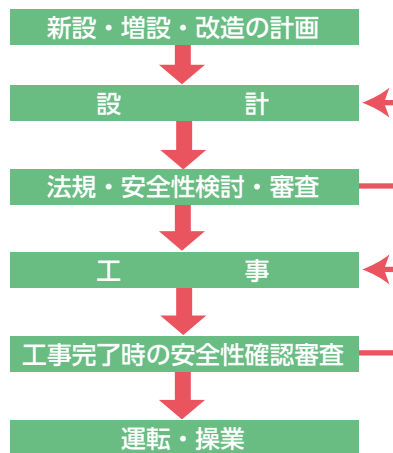 新設・増設・改造の計画
設　　　　計
法規・安全性検討・審査
工　　　　事
工事完了時の安全性確認審査
運転・操業